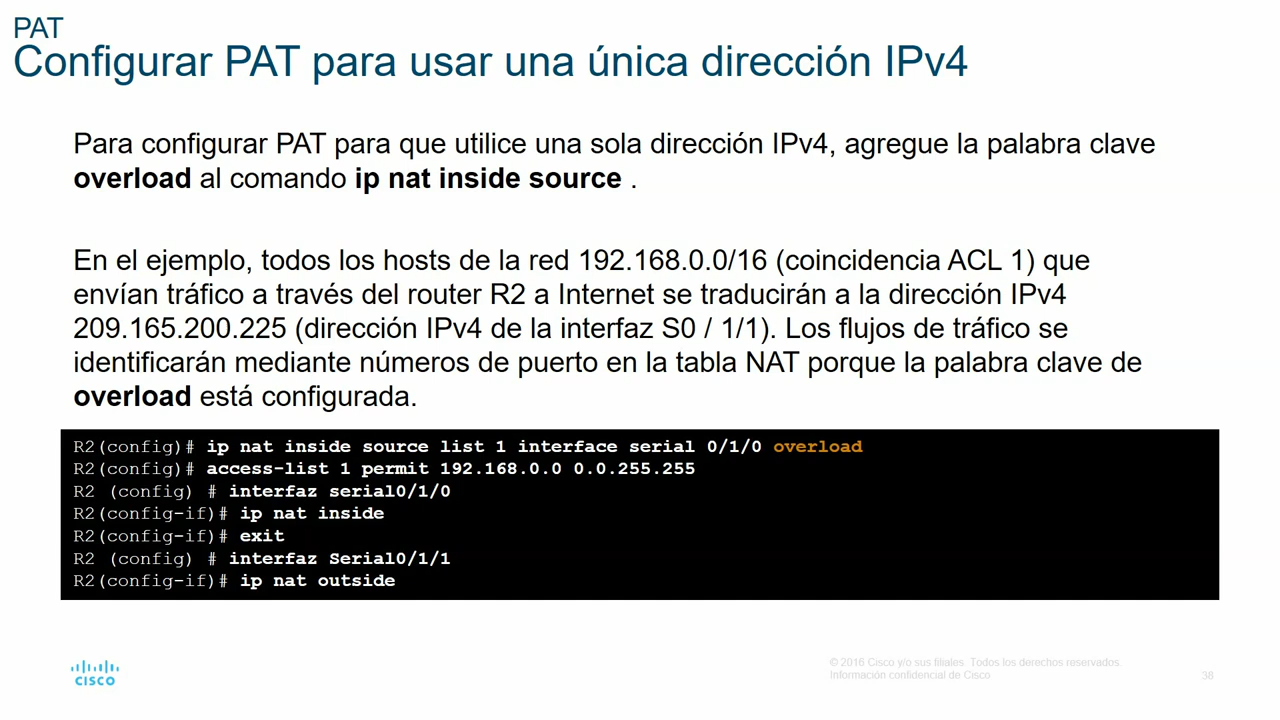 PAT
Configurar PAT para usar una única dirección IPv4
Para configurar PAT para que utilice una sola dirección IPv4, agregue la palabra clave
overload al comando ip nat inside source .
En el ejemplo, todos los hosts de la red 192.168.0.0/16 (coincidencia ACL 1) que
envían tráfico a través del router R2 a Internet se traducirán a la dirección IPv4
209.165.200.225 (dirección IPv4 de la interfaz S0 / 1/1). Los flujos de tráfico se
identificarán mediante números de puerto en la tabla NAT porque la palabra clave de
overload está configurada.
R2(config)# ip nat inside source list 1 interface serial 0/1/0 overload
R2(config)# access-list 1 permit 192.168.0.0 0.0.255.255
R2 (config) # interfaz serial0/1/0
R2(config-if)# ip nat inside
R2(config-if)# exit
R2 (config) # interfaz Serial0/1/1
R2(config-if)# ip nat outside
CISCO
© 2016 Cisco y/o sus filiales. Todos los derechos reservados.
Información confidencial de Cisco
38